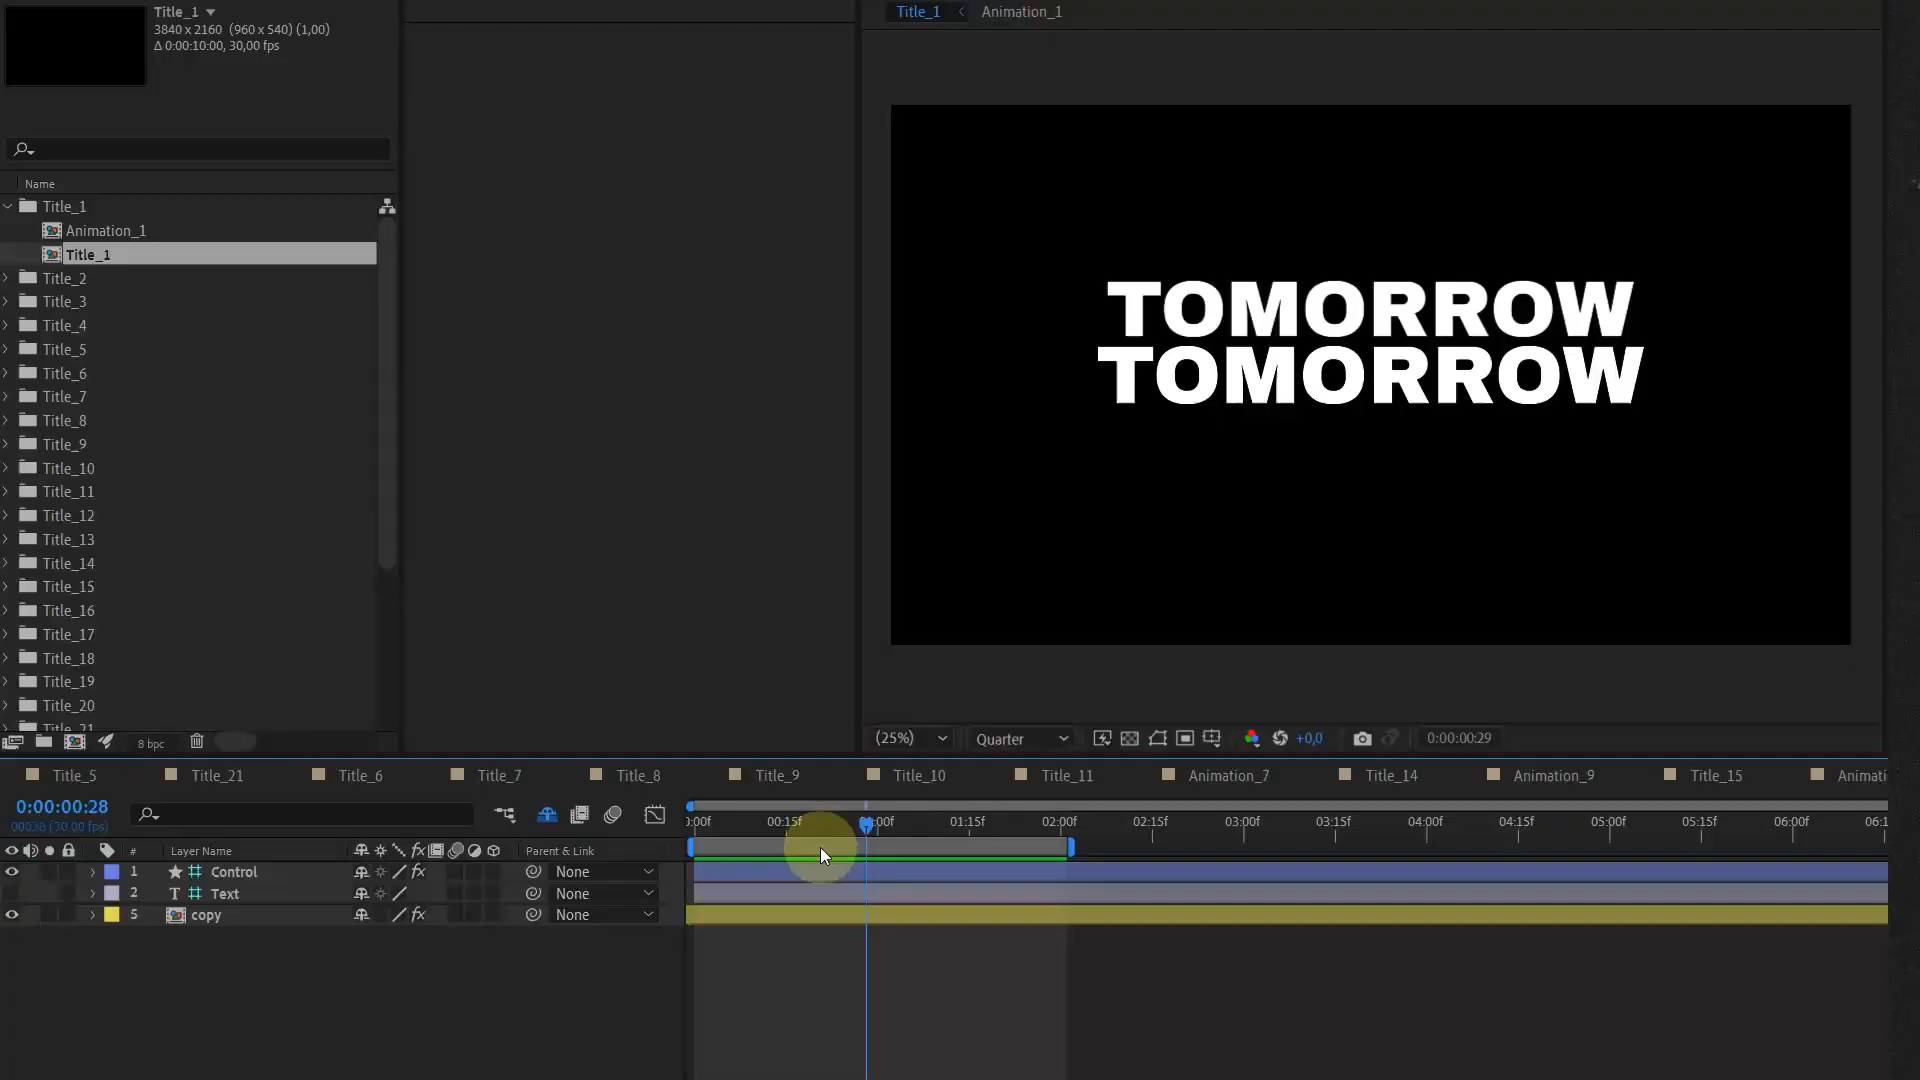 Title_1
3840 x 2160 (960 x 540) (1,00)
Δ 0:00:10:00, 30,00 fps
Title_1 Animation_1
Name
Title_1
Animation_1
Title_1
Title_2
Title_3
Title_4
Title_5
Title_6
Title_7
Title_8
Title_9
Title_10
Title_11
Title_12
Title_13
Title_14
Title_15
Title_16
Title_17
Title_18
Title_19
Title_20
Title_21
8 bpc
TOMORROW
TOMORROW
(25%) Quarter +0,0 0:00:00:29
Title_5 Title_21 Title_6 Title_7 Title_8 Title_9 Title_10 Title_11 Animation_7 Title_14 Animation_9 Title_15 Animati
0:00:00:28
00028 (30.00 fps)
00:15f 01:15f 02:00f 02:15f 03:00f 03:15f 04:00f 04:15f 05:00f 05:15f 06:00f
# Layer Name fx Parent & Link
1 Control fx None
2 T Text None
5 copy fx None